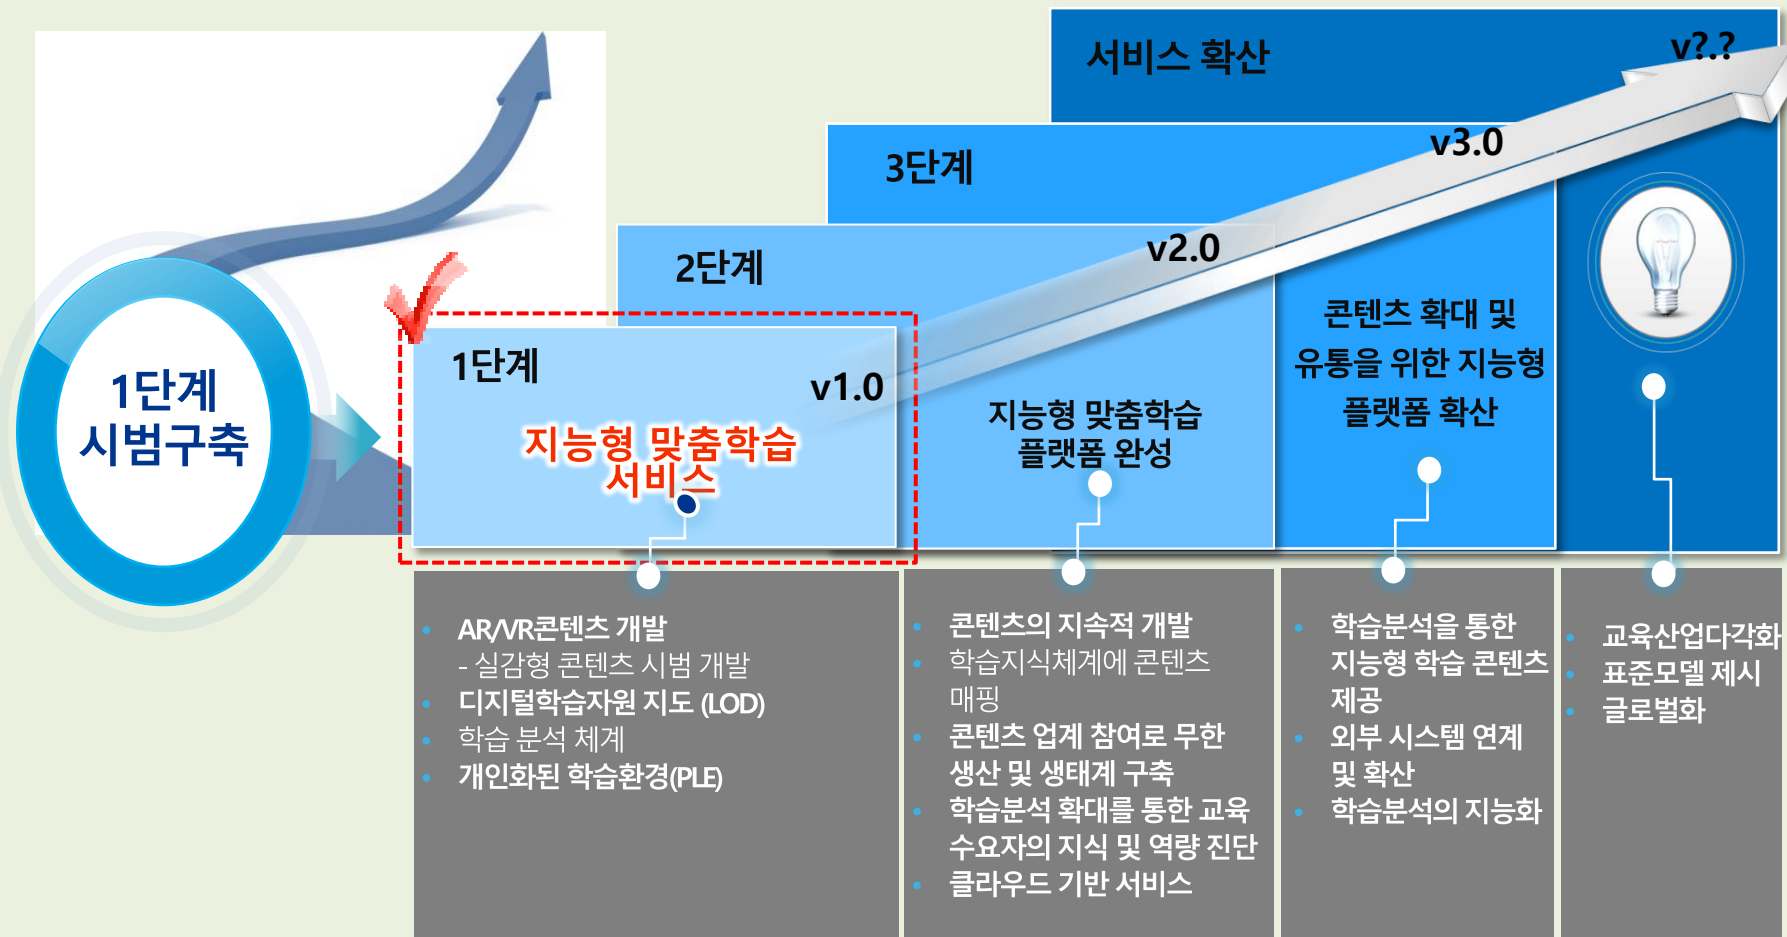 서비스 확산
v?.?
3단계
v3.0
2단계
v2.0
1단계
v1.0
1단계
시범구축
지능형 맞춤학습
서비스
지능형 맞춤학습
플랫폼 완성
콘텐츠 확대 및
유통을 위한 지능형
플랫폼 확산
• AR/VR콘텐츠 개발
- 실감형 콘텐츠 시범 개발
• 디지털학습자원 지도 (LOD)
• 학습 분석 체계
• 개인화된 학습환경(PLE)
• 콘텐츠의 지속적 개발
• 학습지식체계에 콘텐츠
매핑
• 콘텐츠 업계 참여로 무한
생산 및 생태계 구축
• 학습분석 확대를 통한 교육
수요자의 지식 및 역량 진단
• 클라우드 기반 서비스
• 학습분석을 통한
지능형 학습 콘텐츠
제공
• 외부 시스템 연계
및 확산
• 학습분석의 지능화
• 교육산업다각화
• 표준모델 제시
• 글로벌화